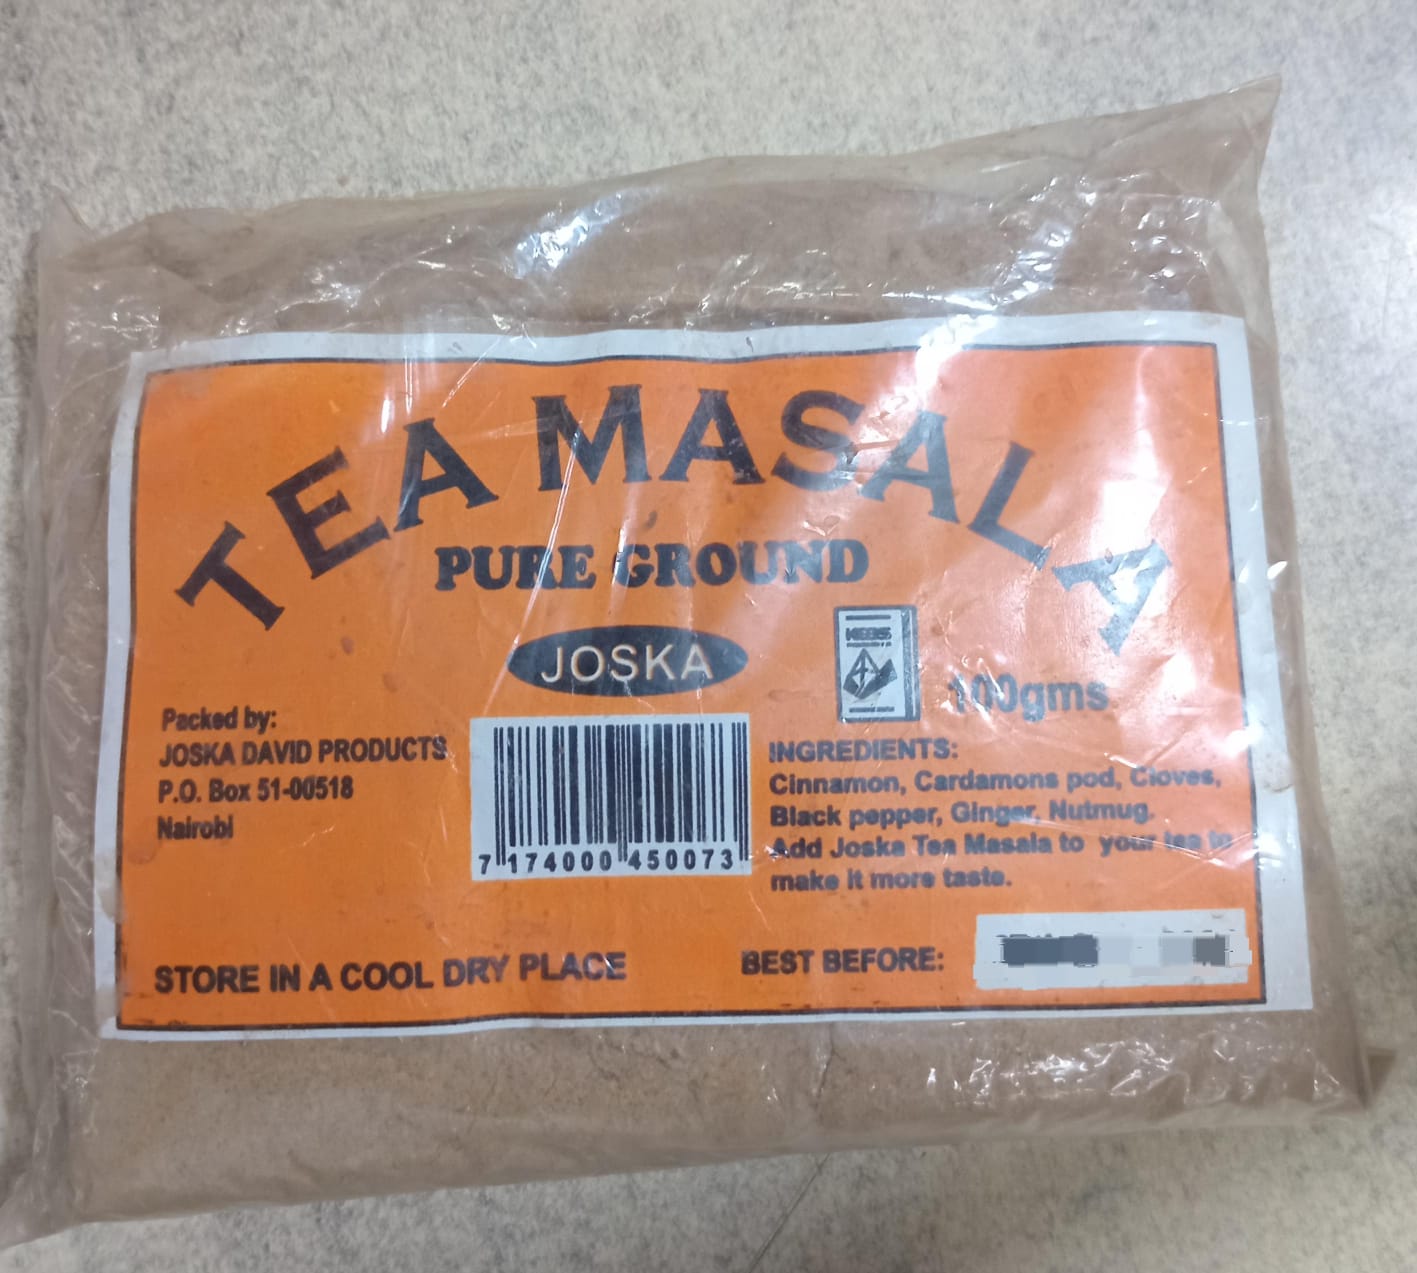 TEA MASALA
PURE GROUND
JOSKA
100gms
Packed by:
JOSKA DAVID PRODUCTS
P.O. Box 51-00518
Nairobi
7 174000 450073
INGREDIENTS:
Cinnamon, Cardamons pod, Cloves,
Black pepper, Ginger, Nutmug.
Add Joska Tea Masala to your tea to
make it more taste.
STORE IN A COOL DRY PLACE
BEST BEFORE: